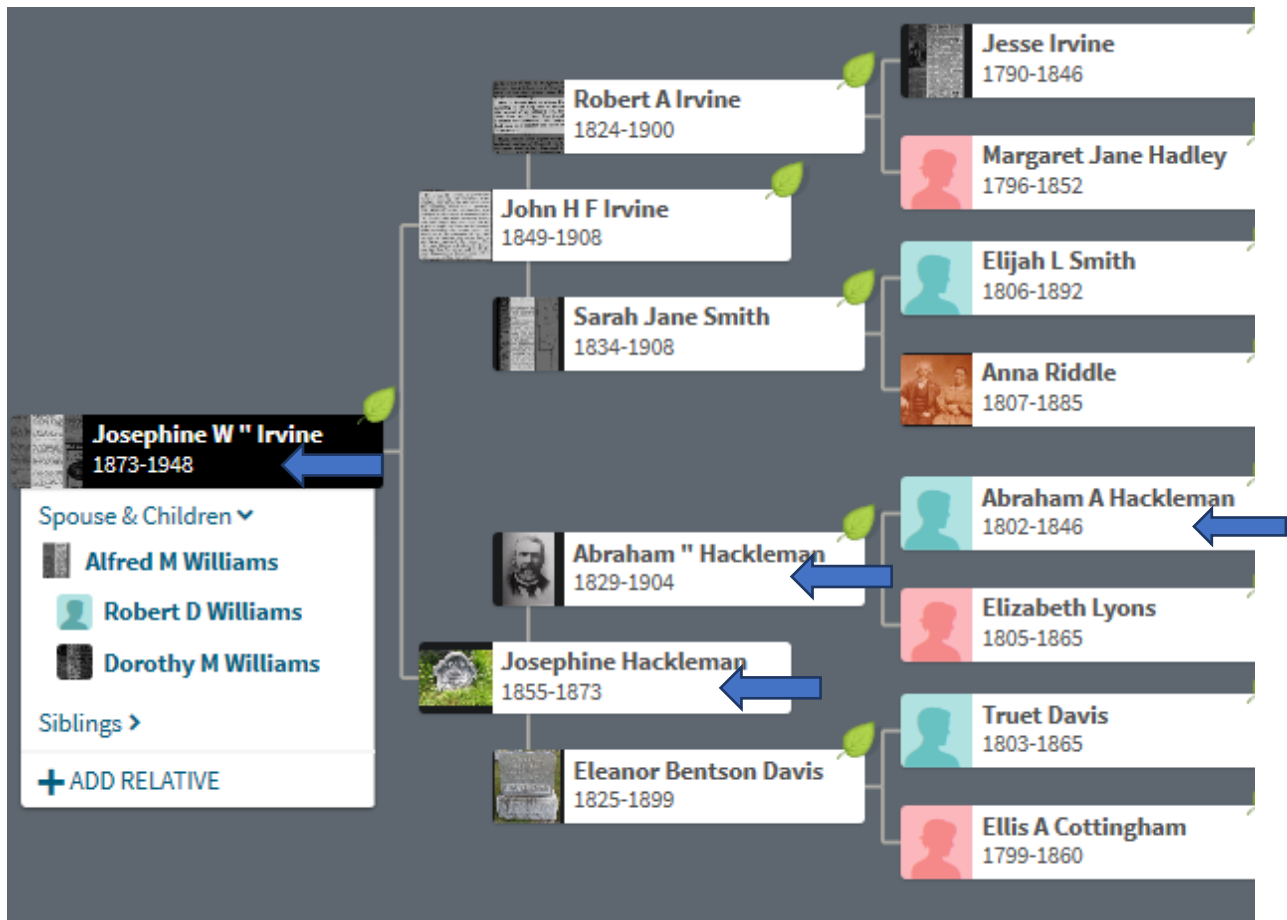 Jesse Irvine
1790-1846
Robert A Irvine
1824-1900
Margaret Jane Hadley
1796-1852
John H F Irvine
1849-1908
Elijah L Smith
1806-1892
Sarah Jane Smith
1834-1908
Anna Riddle
1807-1885
Josephine W " Irvine
1873-1948
Spouse & Children
Alfred M Williams
Robert D Williams
Dorothy M Williams
Siblings
ADD RELATIVE
Abraham A Hackleman
1802-1846
Abraham " Hackleman
1829-1904
Elizabeth Lyons
1805-1865
Josephine Hackleman
1855-1873
Truet Davis
1803-1865
Eleanor Bentson Davis
1825-1899
Ellis A Cottingham
1799-1860